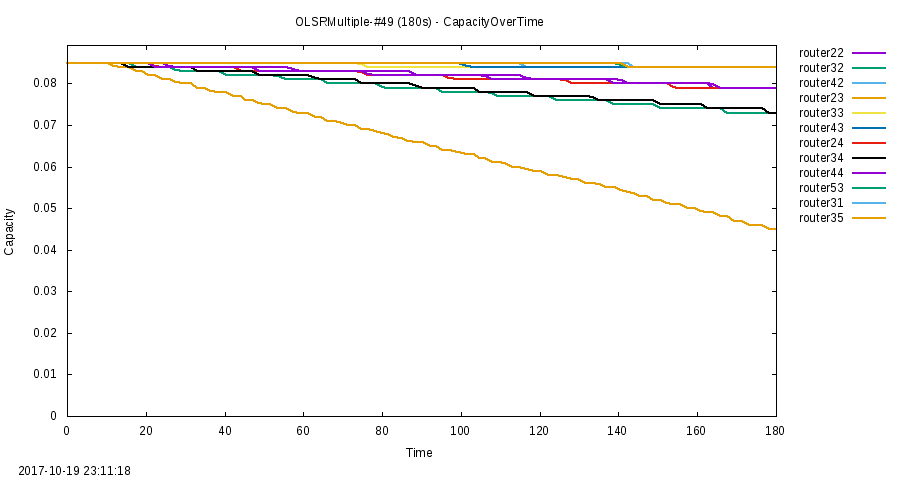 OLSRMultiple-#49 (180s) - CapacityOverTime
router22
router32
router42
router23
router33
router43
router24
router34
router44
router53
router31
router35
0.08
0.07
0.06
0.05
0.04
0.03
0.02
0.01
0
Capacity
0 20 40 60 80 100 120 140 160 180
Time
2017-10-19 23:11:18